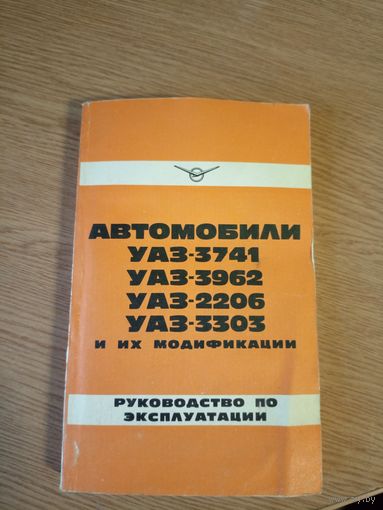 АВТОМОБИЛИ
УАЗ-3741
УАЗ-3962
УАЗ-2206
УАЗ-3303
И ИХ МОДИФИКАЦИИ
РУКОВОДСТВО ПО
ЭКСПЛУАТАЦИИ